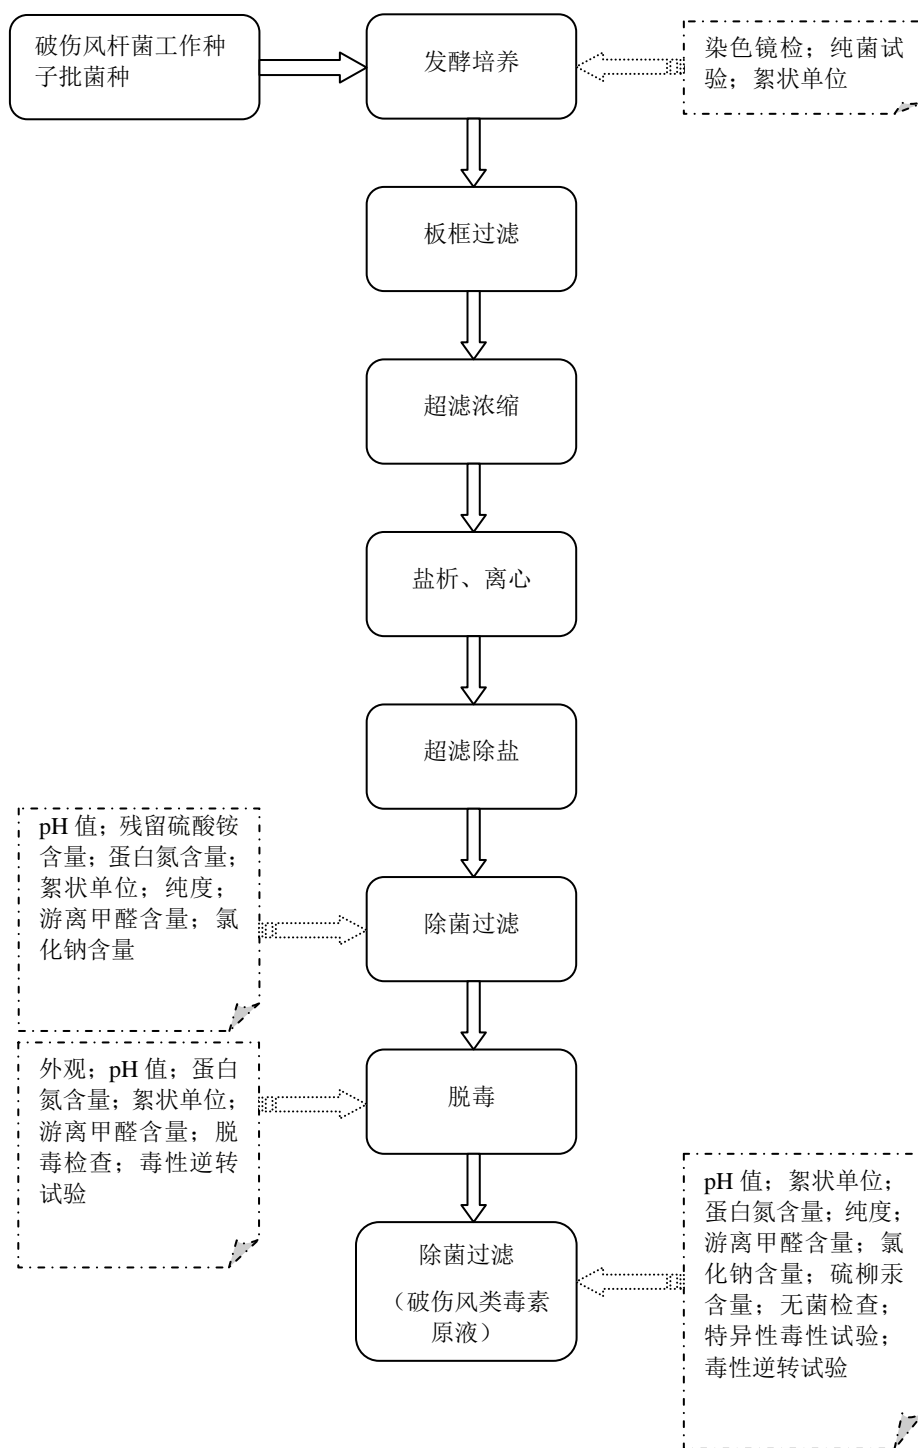 破伤风杆菌工作种
子批菌种
发酵培养
染色镜检；纯菌试
验；絮状单位
板框过滤
超滤浓缩
盐析、离心
超滤除盐
pH 值；残留硫酸铵
含量；蛋白氮含量；
絮状单位；纯度；
游离甲醛含量；氯
化钠含量
除菌过滤
外观；pH 值；蛋白
氮含量；絮状单位；
游离甲醛含量；脱
毒检查；毒性逆转
试验
脱毒
除菌过滤
（破伤风类毒素
原液）
pH 值；絮状单位；
蛋白氮含量；纯度；
游离甲醛含量；氯
化钠含量；硫柳汞
含量；无菌检查；
特异性毒性试验；
毒性逆转试验